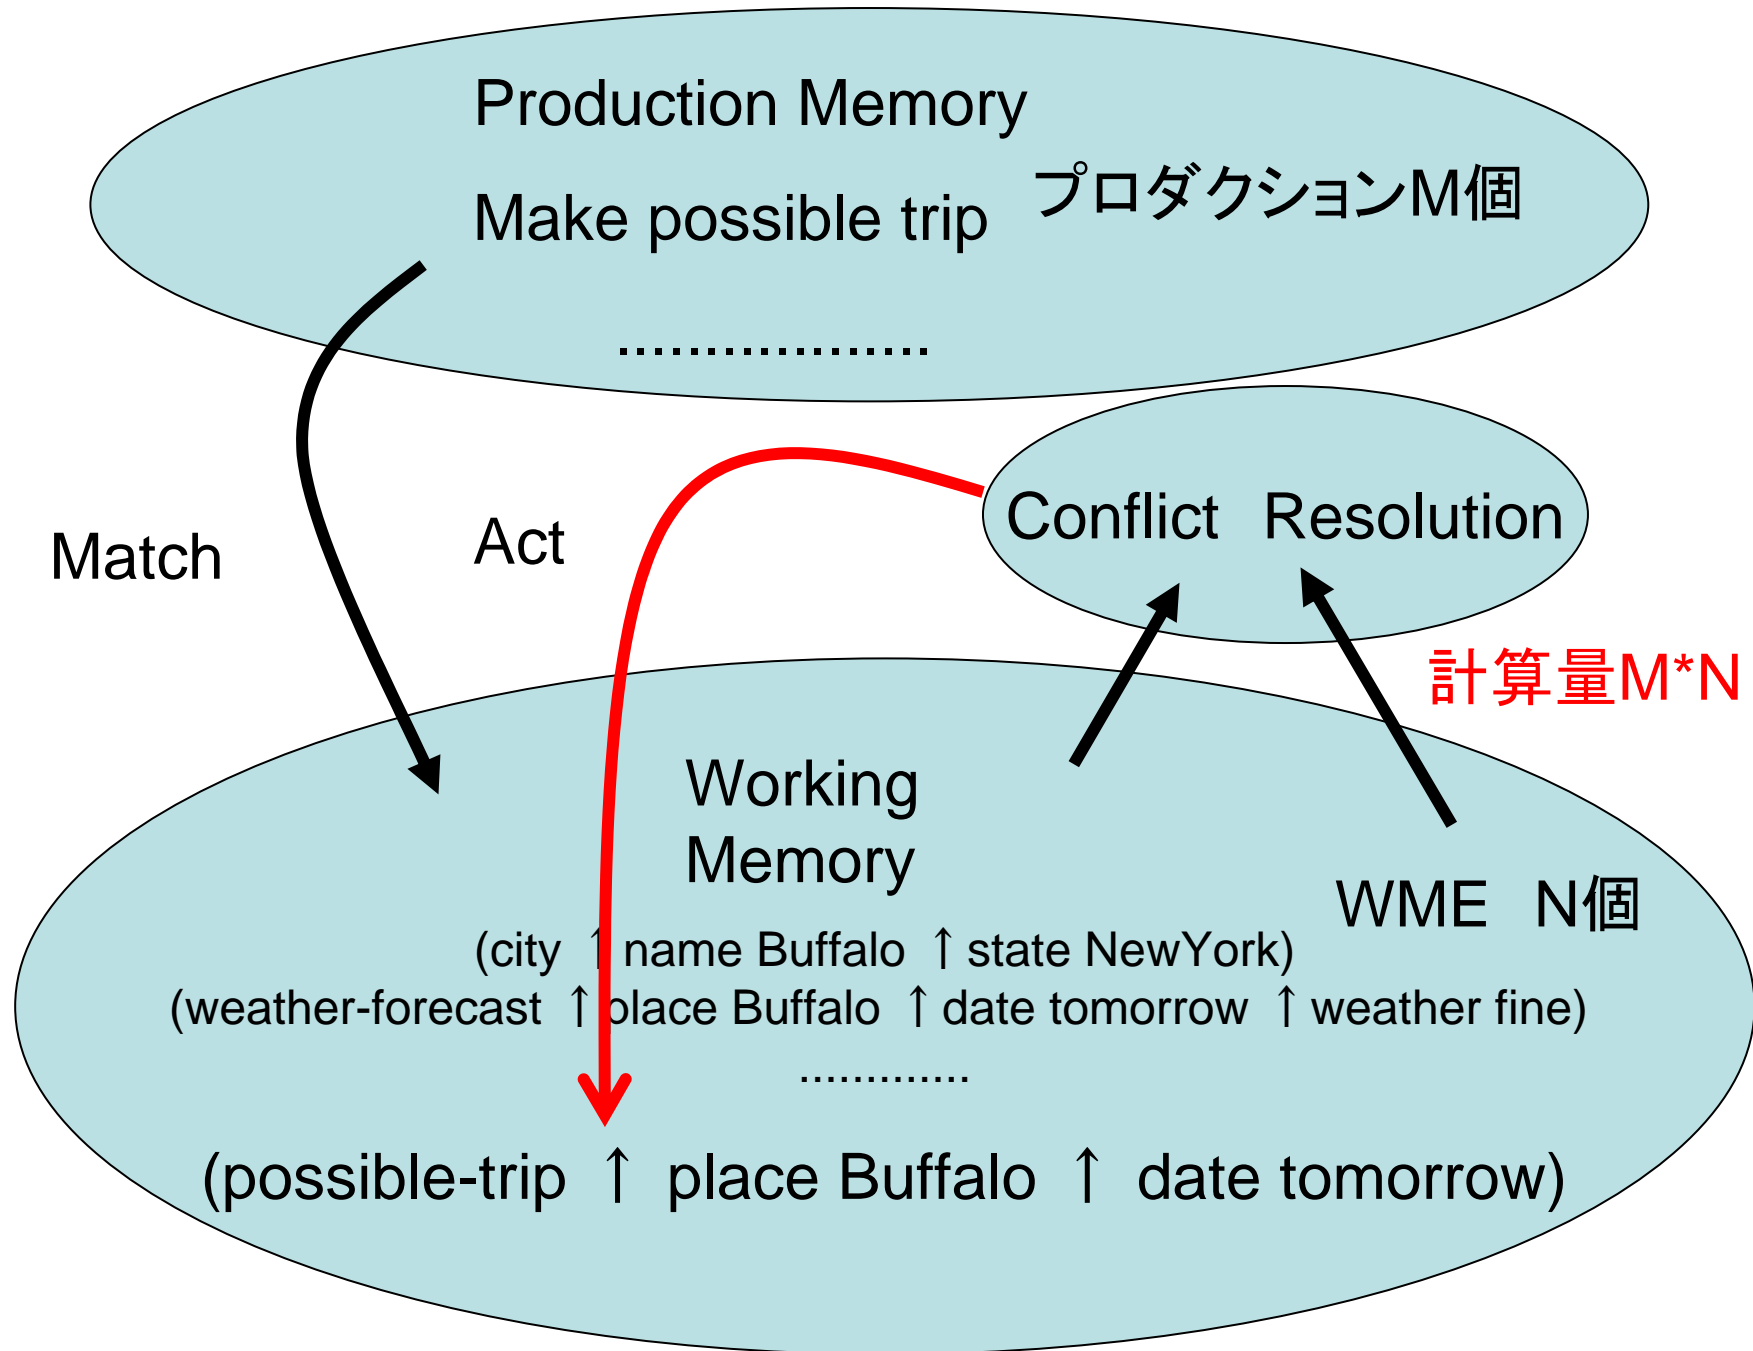 Production Memory
Make possible trip
プロダクションM個
..................
Match
Act
Conflict Resolution
計算量M*N
Working
Memory
WME N個
(city ↑name Buffalo ↑state NewYork)
(weather-forecast ↑place Buffalo ↑date tomorrow ↑weather fine)
.............
(possible-trip ↑ place Buffalo ↑ date tomorrow)